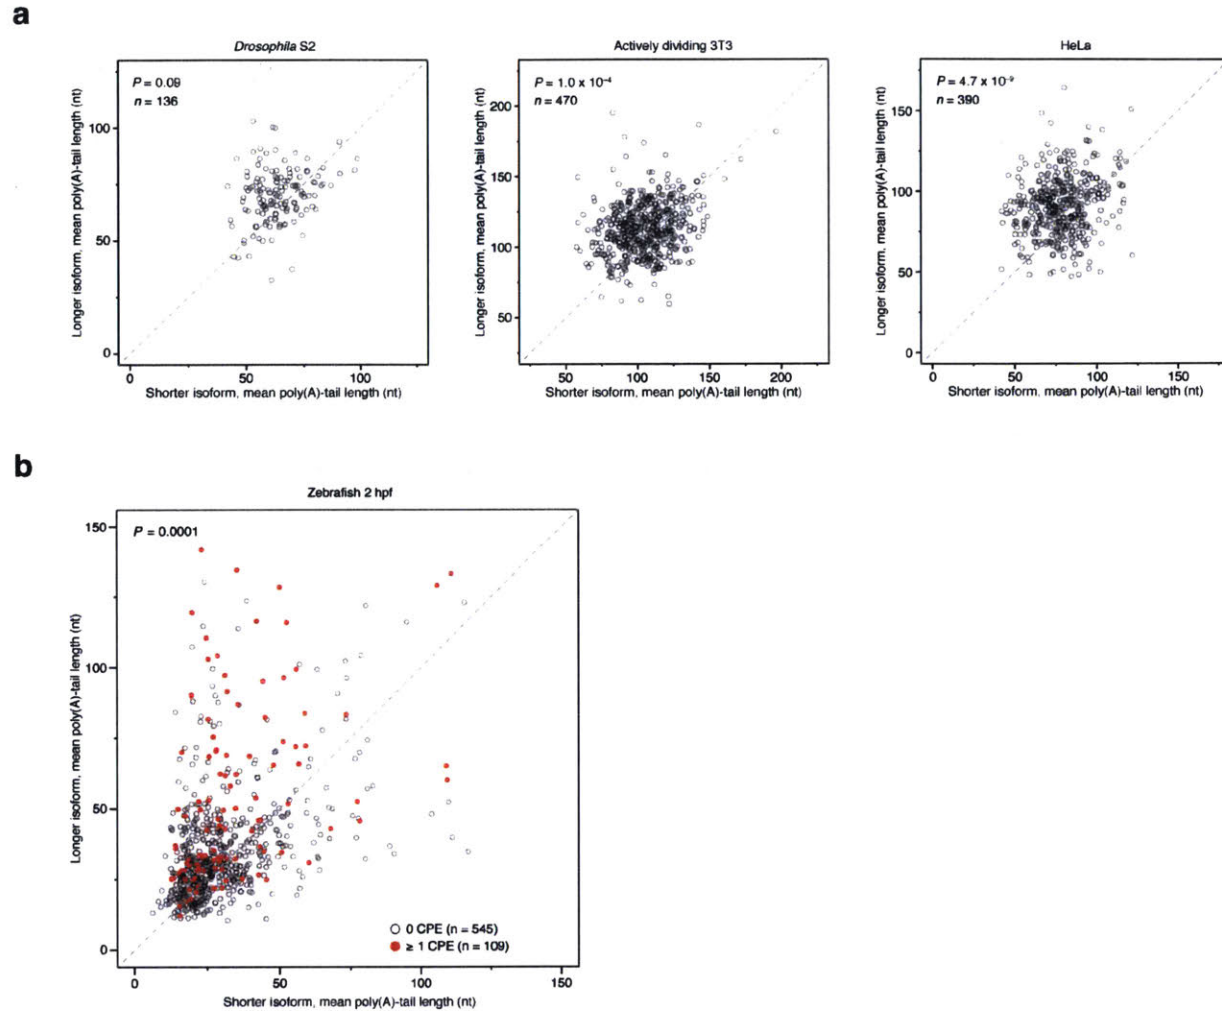 a
Drosophila S2
P = 0.09
n = 136
Longer isoform, mean poly(A)-tail length (nt)
100
50
0
0 50 100
Shorter isoform, mean poly(A)-tail length (nt)
Actively dividing 3T3
P = 1.0 x 10⁻⁴
n = 470
Longer isoform, mean poly(A)-tail length (nt)
200
150
100
50
50 100 150 200
Shorter isoform, mean poly(A)-tail length (nt)
HeLa
P = 4.7 x 10⁻⁹
n = 390
Longer isoform, mean poly(A)-tail length (nt)
150
100
50
0
0 50 100 150
Shorter isoform, mean poly(A)-tail length (nt)
b
Zebrafish 2 hpf
P = 0.0001
Longer isoform, mean poly(A)-tail length (nt)
150
100
50
0
0 CPE (n = 545)
≥ 1 CPE (n = 109)
0 50 100 150
Shorter isoform, mean poly(A)-tail length (nt)